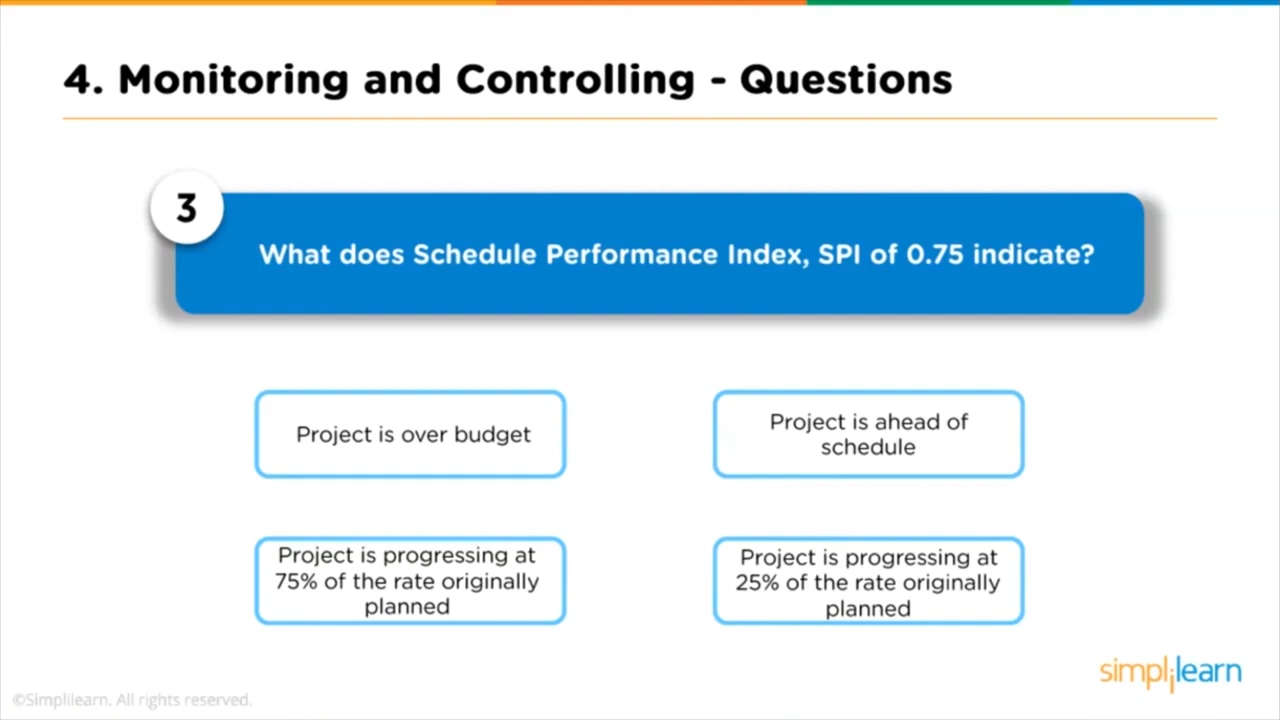 4. Monitoring and Controlling - Questions
3
What does Schedule Performance Index, SPI of 0.75 indicate?
Project is over budget
Project is ahead of
schedule
Project is progressing at
75% of the rate originally
planned
Project is progressing at
25% of the rate originally
planned
simplilearn
©Simplilearn. All rights reserved.